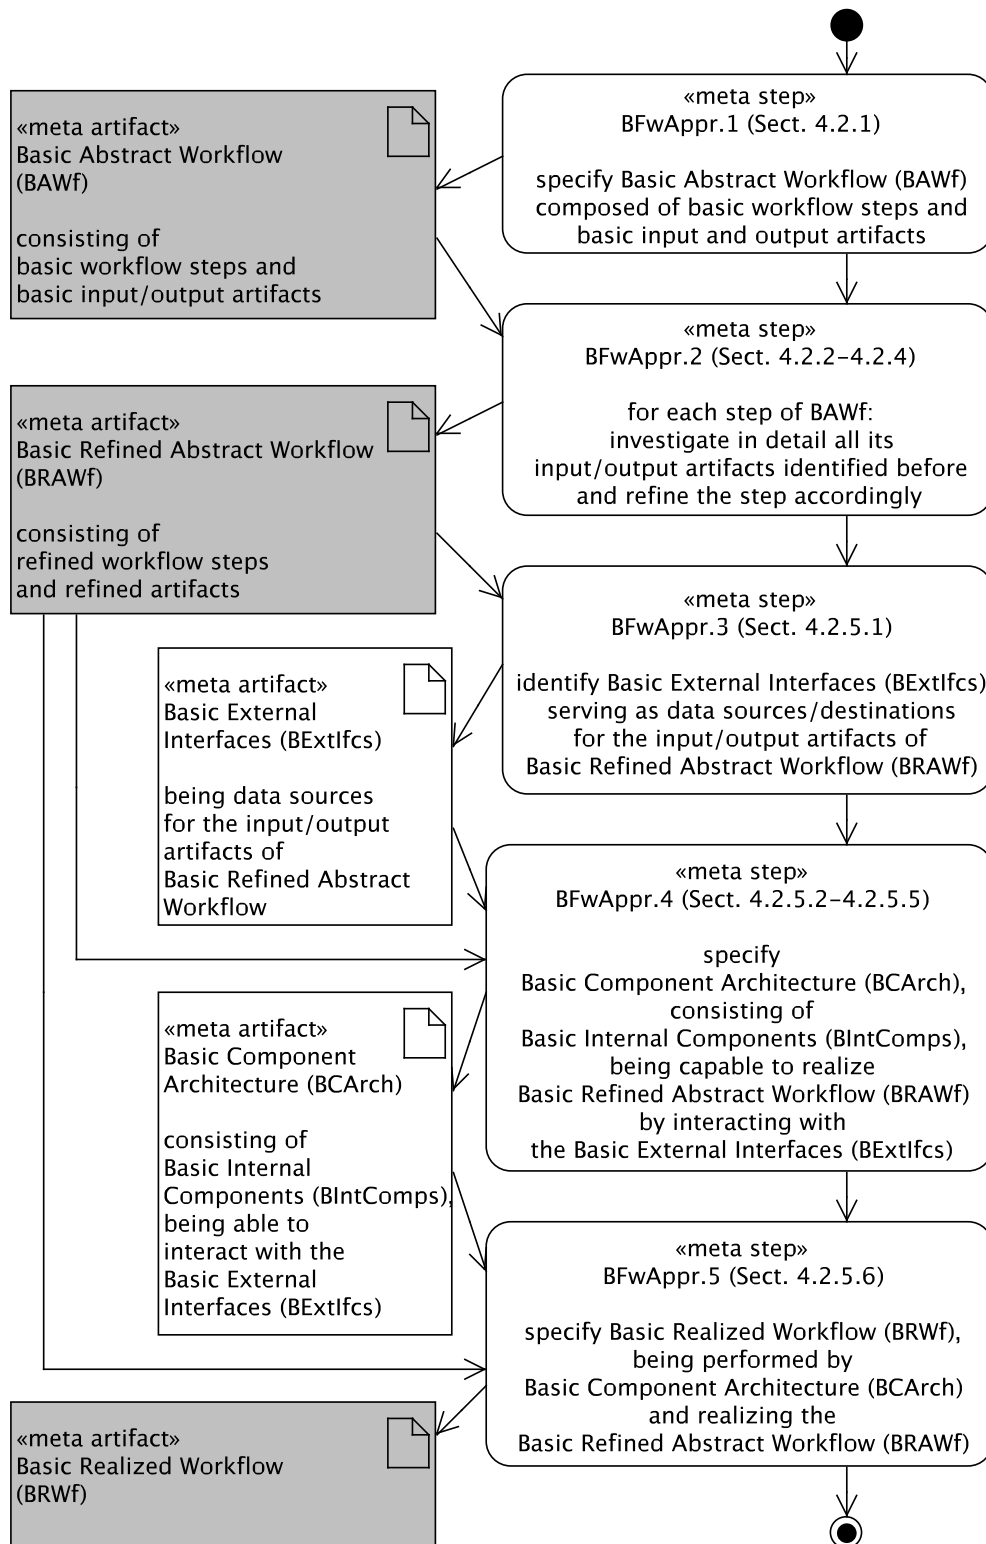 «meta step»
BFwAppr.1 (Sect. 4.2.1)
specify Basic Abstract Workflow (BAWf)
composed of basic workflow steps and
basic input and output artifacts
«meta artifact»
Basic Abstract Workflow
(BAWf)
consisting of
basic workflow steps and
basic input/output artifacts
«meta step»
BFwAppr.2 (Sect. 4.2.2–4.2.4)
for each step of BAWf:
investigate in detail all its
input/output artifacts identified before
and refine the step accordingly
«meta artifact»
Basic Refined Abstract Workflow
(BRAWf)
consisting of
refined workflow steps
and refined artifacts
«meta step»
BFwAppr.3 (Sect. 4.2.5.1)
identify Basic External Interfaces (BExtIfcs)
serving as data sources/destinations
for the input/output artifacts of
Basic Refined Abstract Workflow (BRAWf)
«meta artifact»
Basic External
Interfaces (BExtIfcs)
being data sources
for the input/output
artifacts of
Basic Refined Abstract
Workflow
«meta step»
BFwAppr.4 (Sect. 4.2.5.2–4.2.5.5)
specify
Basic Component Architecture (BCArch),
consisting of
Basic Internal Components (BIntComps),
being capable to realize
Basic Refined Abstract Workflow (BRAWf)
by interacting with
the Basic External Interfaces (BExtIfcs)
«meta artifact»
Basic Component
Architecture (BCArch)
consisting of
Basic Internal
Components (BIntComps),
being able to
interact with the
Basic External
Interfaces (BExtIfcs)
«meta step»
BFwAppr.5 (Sect. 4.2.5.6)
specify Basic Realized Workflow (BRWf),
being performed by
Basic Component Architecture (BCArch)
and realizing the
Basic Refined Abstract Workflow (BRAWf)
«meta artifact»
Basic Realized Workflow
(BRWf)